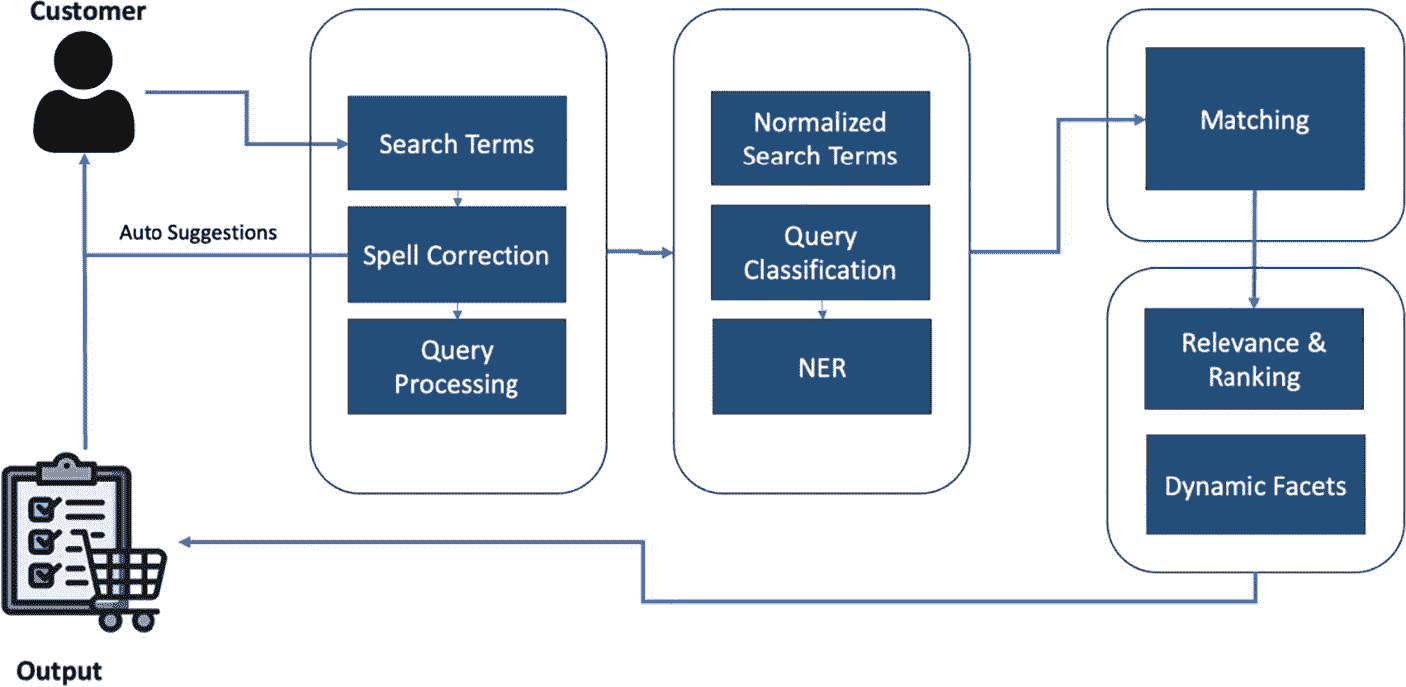 Customer
Search Terms
Auto Suggestions
Spell Correction
Query
Processing
Normalized
Search Terms
Query
Classification
NER
Matching
Relevance &
Ranking
Dynamic Facets
Output